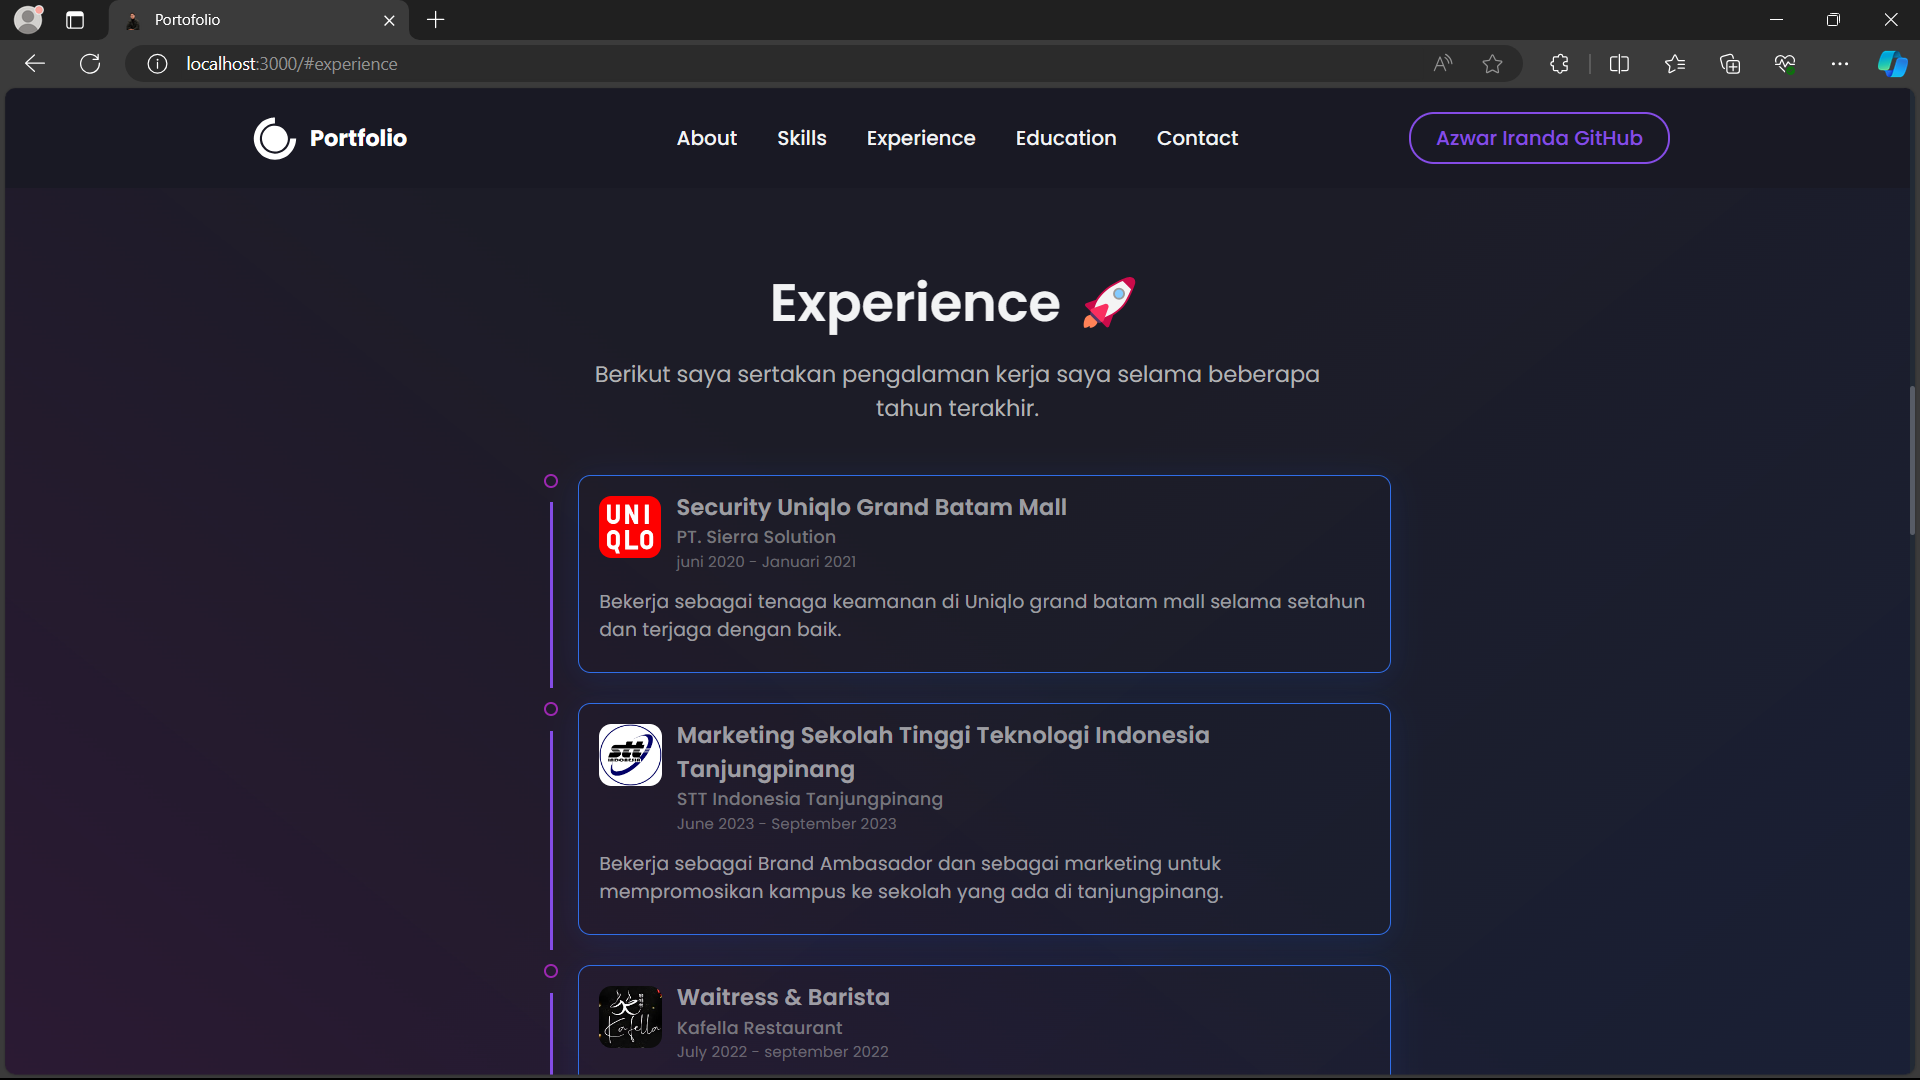 Portofolio
localhost:3000/#experience
Portfolio
About
Skills
Experience
Education
Contact
Azwar Iranda GitHub
Experience 🚀
Berikut saya sertakan pengalaman kerja saya selama beberapa
tahun terakhir.
UNI
QLO
Security Uniqlo Grand Batam Mall
PT. Sierra Solution
juni 2020 - Januari 2021
Bekerja sebagai tenaga keamanan di Uniqlo grand batam mall selama setahun
dan terjaga dengan baik.
stt
INDONESIA
Marketing Sekolah Tinggi Teknologi Indonesia
Tanjungpinang
STT Indonesia Tanjungpinang
June 2023 - September 2023
Bekerja sebagai Brand Ambasador dan sebagai marketing untuk
mempromosikan kampus ke sekolah yang ada di tanjungpinang.
Kafella
Waitress & Barista
Kafella Restaurant
July 2022 - september 2022